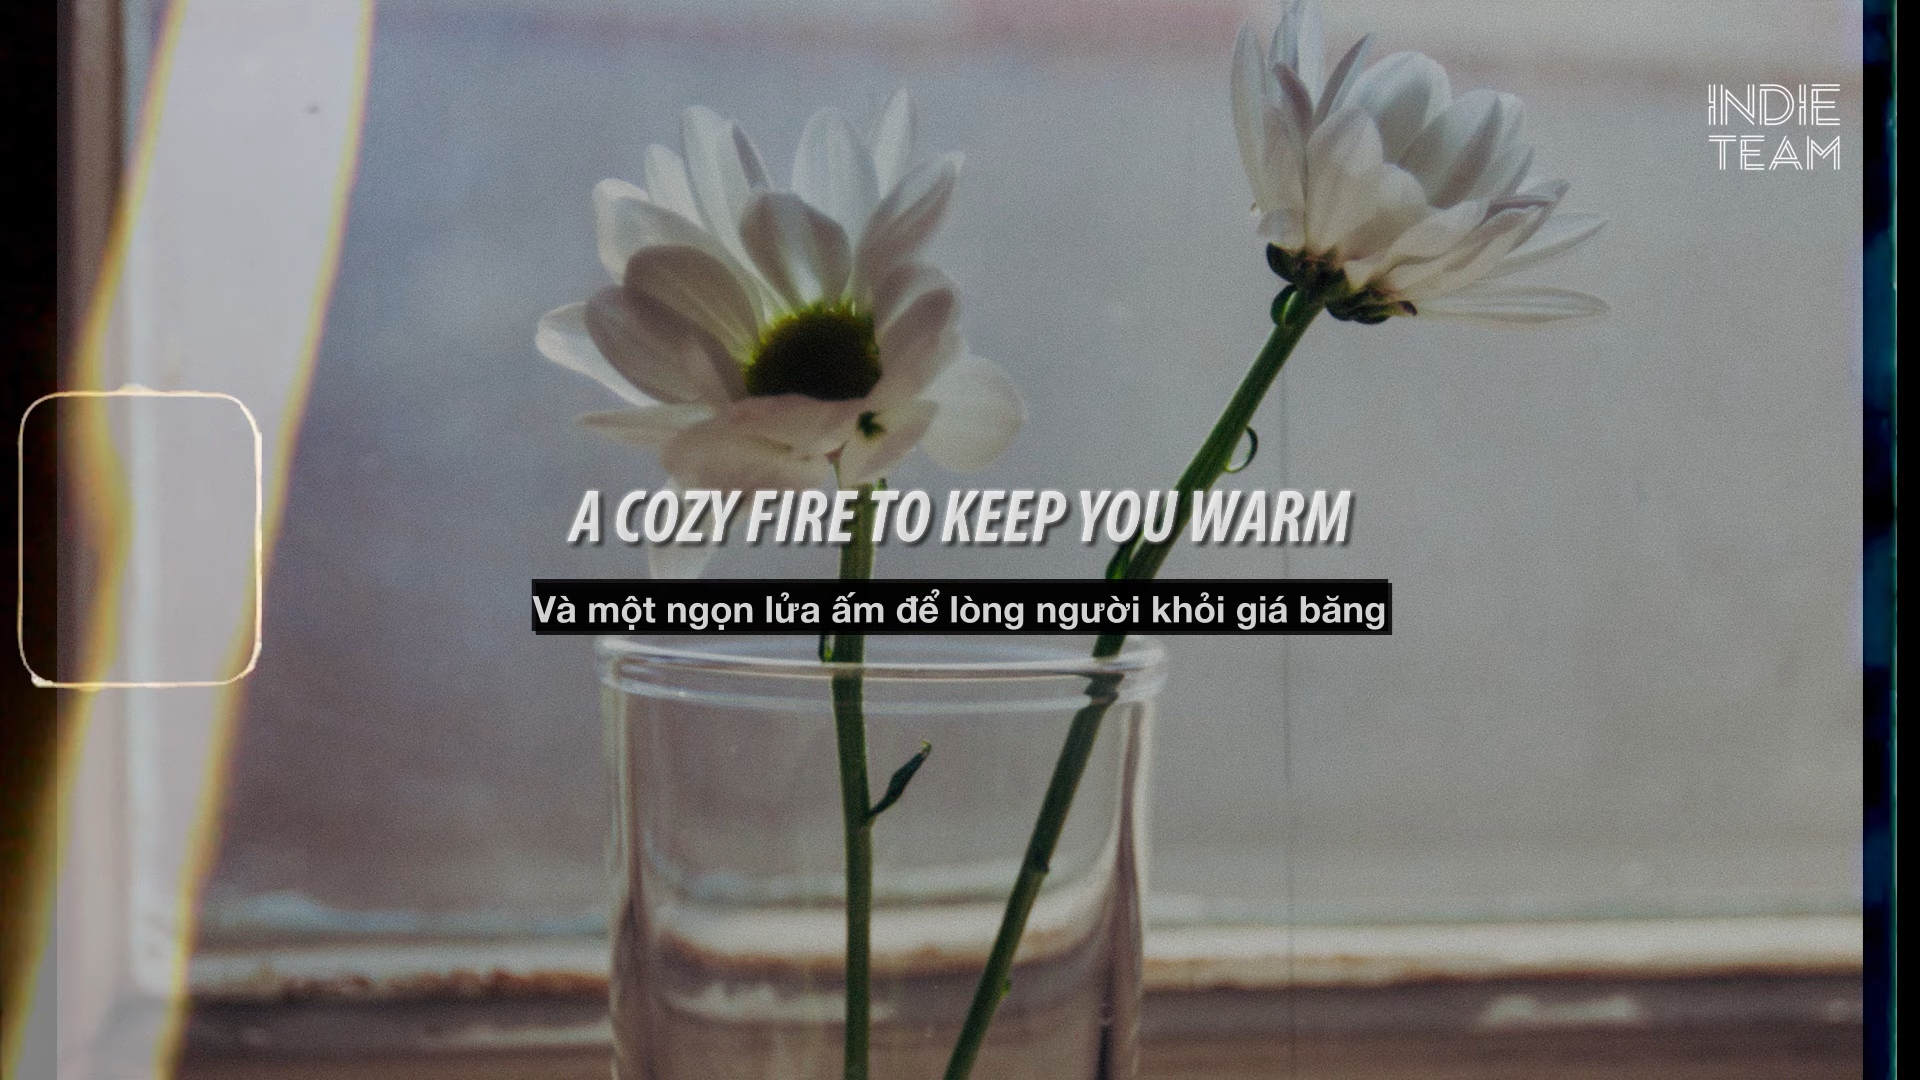 INDIE
TEAM
A COZY FIRE TO KEEP YOU WARM
Và một ngọn lửa ấm để lòng người khỏi giá băng